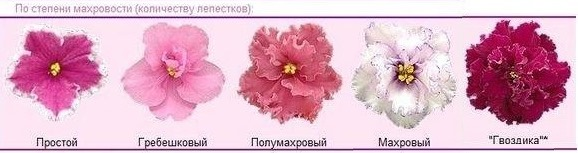 По степени махровости (количеству лепестков):
Простой Гребешковый Полумахровый Махровый "Гвоздика"*